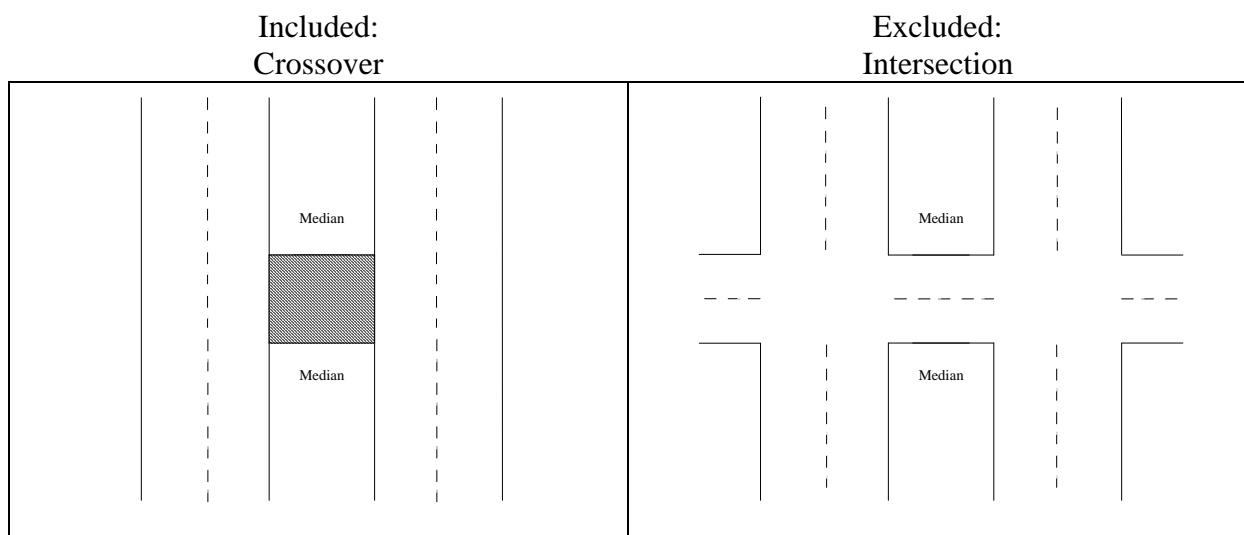 Included:
Crossover
Excluded:
Intersection
Median
Median
Median
Median